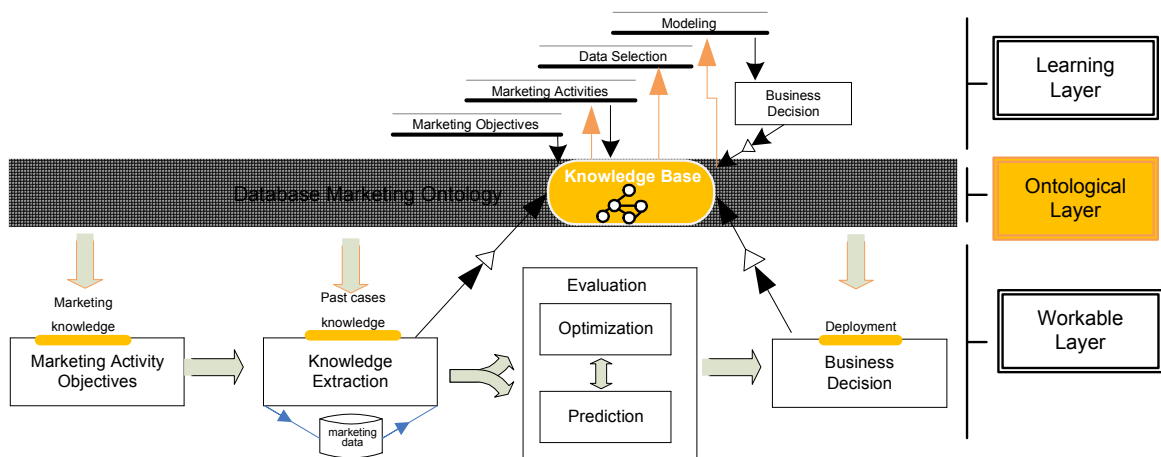 Modeling
Data Selection
Marketing Activities
Marketing Objectives
Business
Decision
Learning
Layer
Database Marketing Ontology
Knowledge Base
Ontological
Layer
Marketing
knowledge
Marketing Activity
Objectives
Past cases
knowledge
Knowledge
Extraction
marketing
data
Evaluation
Optimization
Prediction
Deployment
Business
Decision
Workable
Layer